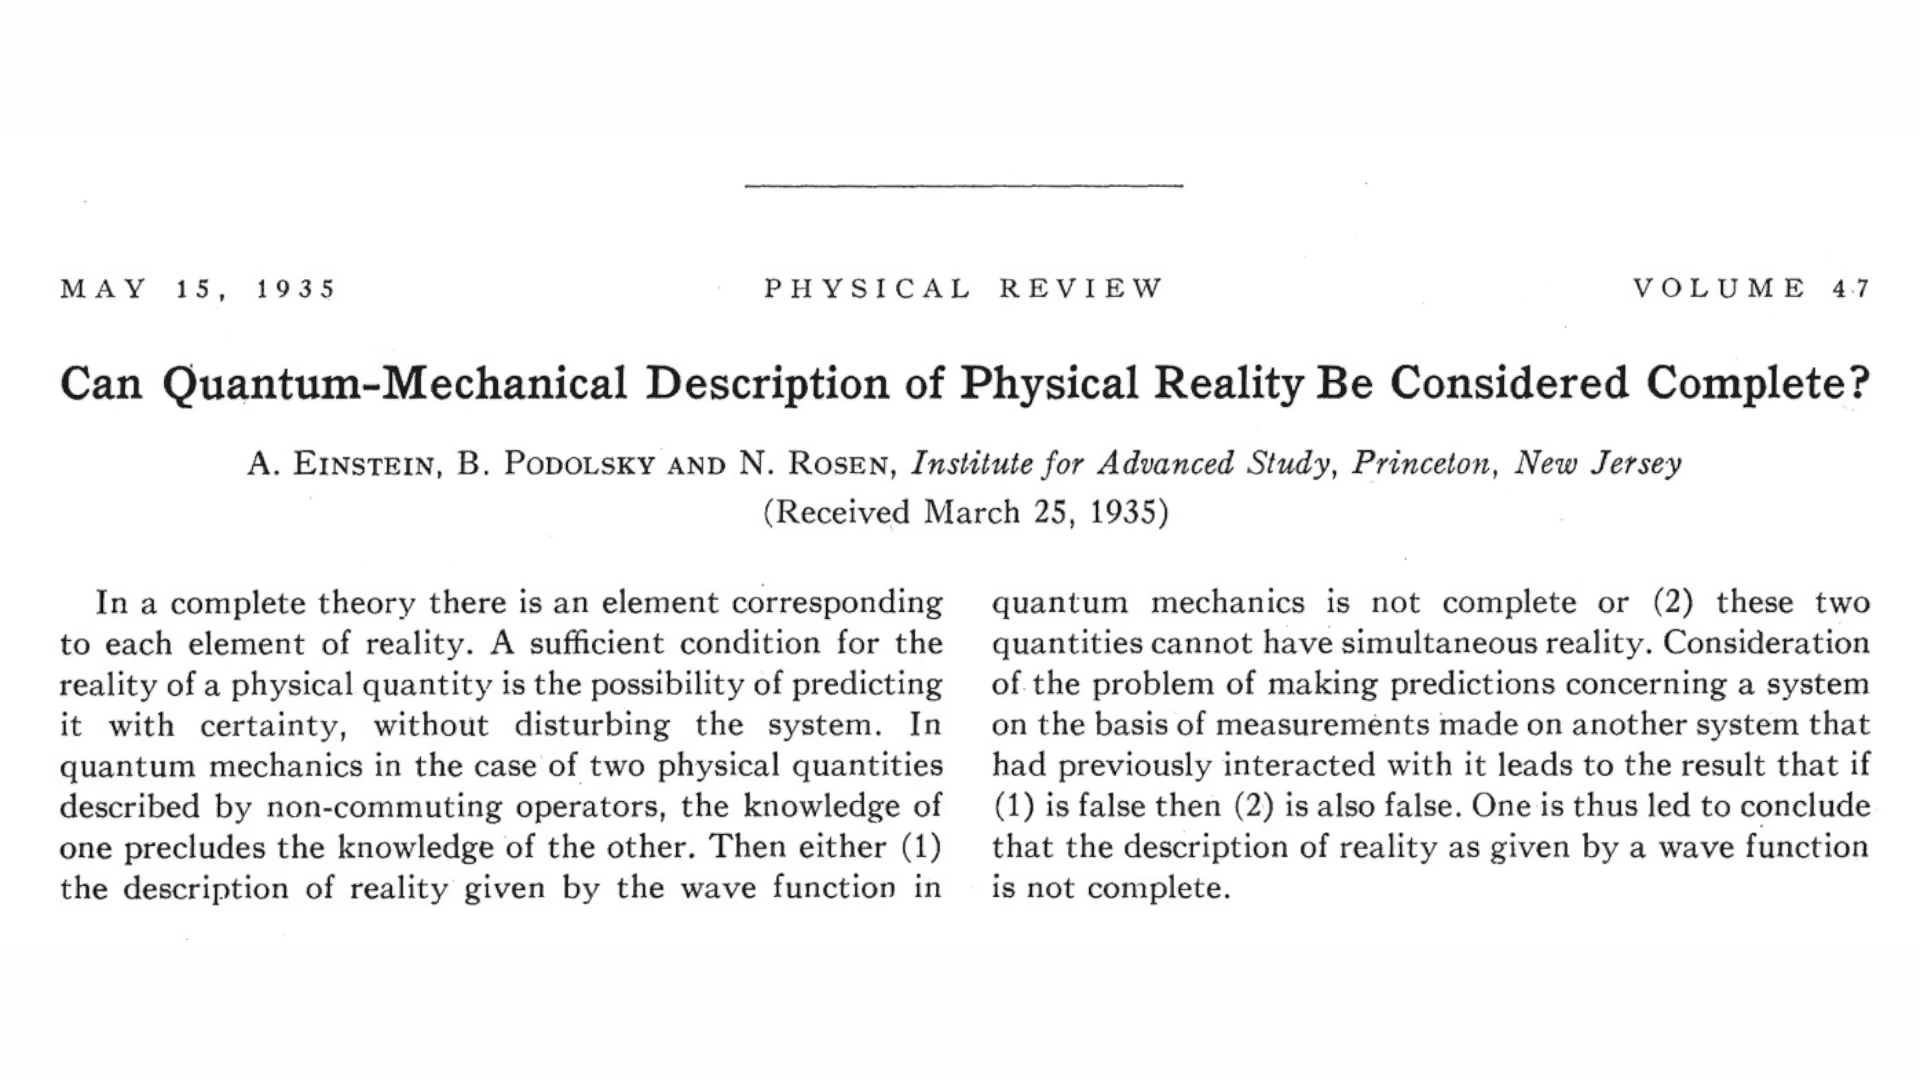 MAY 15, 1935 PHYSICAL REVIEW VOLUME 47
Can Quantum-Mechanical Description of Physical Reality Be Considered Complete?
A. EINSTEIN, B. PODOLSKY AND N. ROSEN, Institute for Advanced Study, Princeton, New Jersey
(Received March 25, 1935)
In a complete theory there is an element corresponding
to each element of reality. A sufficient condition for the
reality of a physical quantity is the possibility of predicting
it with certainty, without disturbing the system. In
quantum mechanics in the case of two physical quantities
described by non-commuting operators, the knowledge of
one precludes the knowledge of the other. Then either (1)
the description of reality given by the wave function in
quantum mechanics is not complete or (2) these two
quantities cannot have simultaneous reality. Consideration
of the problem of making predictions concerning a system
on the basis of measurements made on another system that
had previously interacted with it leads to the result that if
(1) is false then (2) is also false. One is thus led to conclude
that the description of reality as given by a wave function
is not complete.